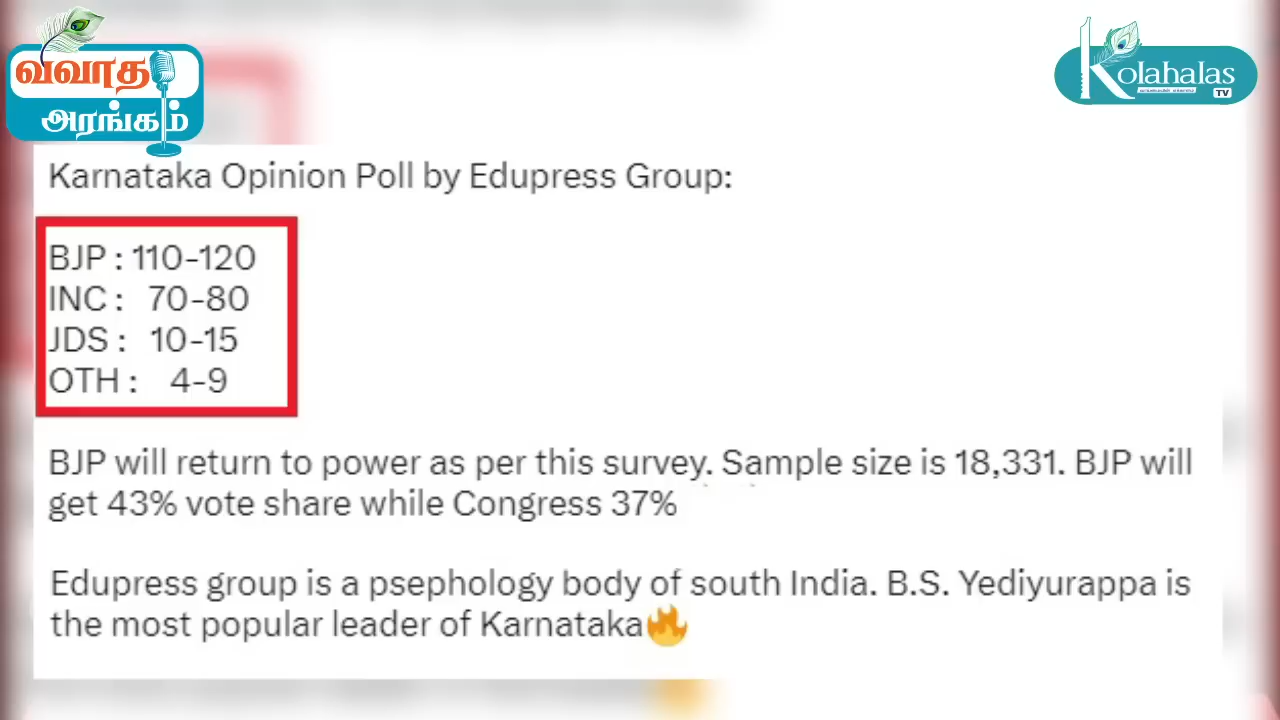 வவாத
அரங்கம்
Kolahalas
TV
Karnataka Opinion Poll by Edupress Group:
BJP : 110-120
INC : 70-80
JDS : 10-15
OTH : 4-9
BJP will return to power as per this survey. Sample size is 18,331. BJP will
get 43% vote share while Congress 37%
Edupress group is a psephology body of south India. B.S. Yediyurappa is
the most popular leader of Karnataka🔥